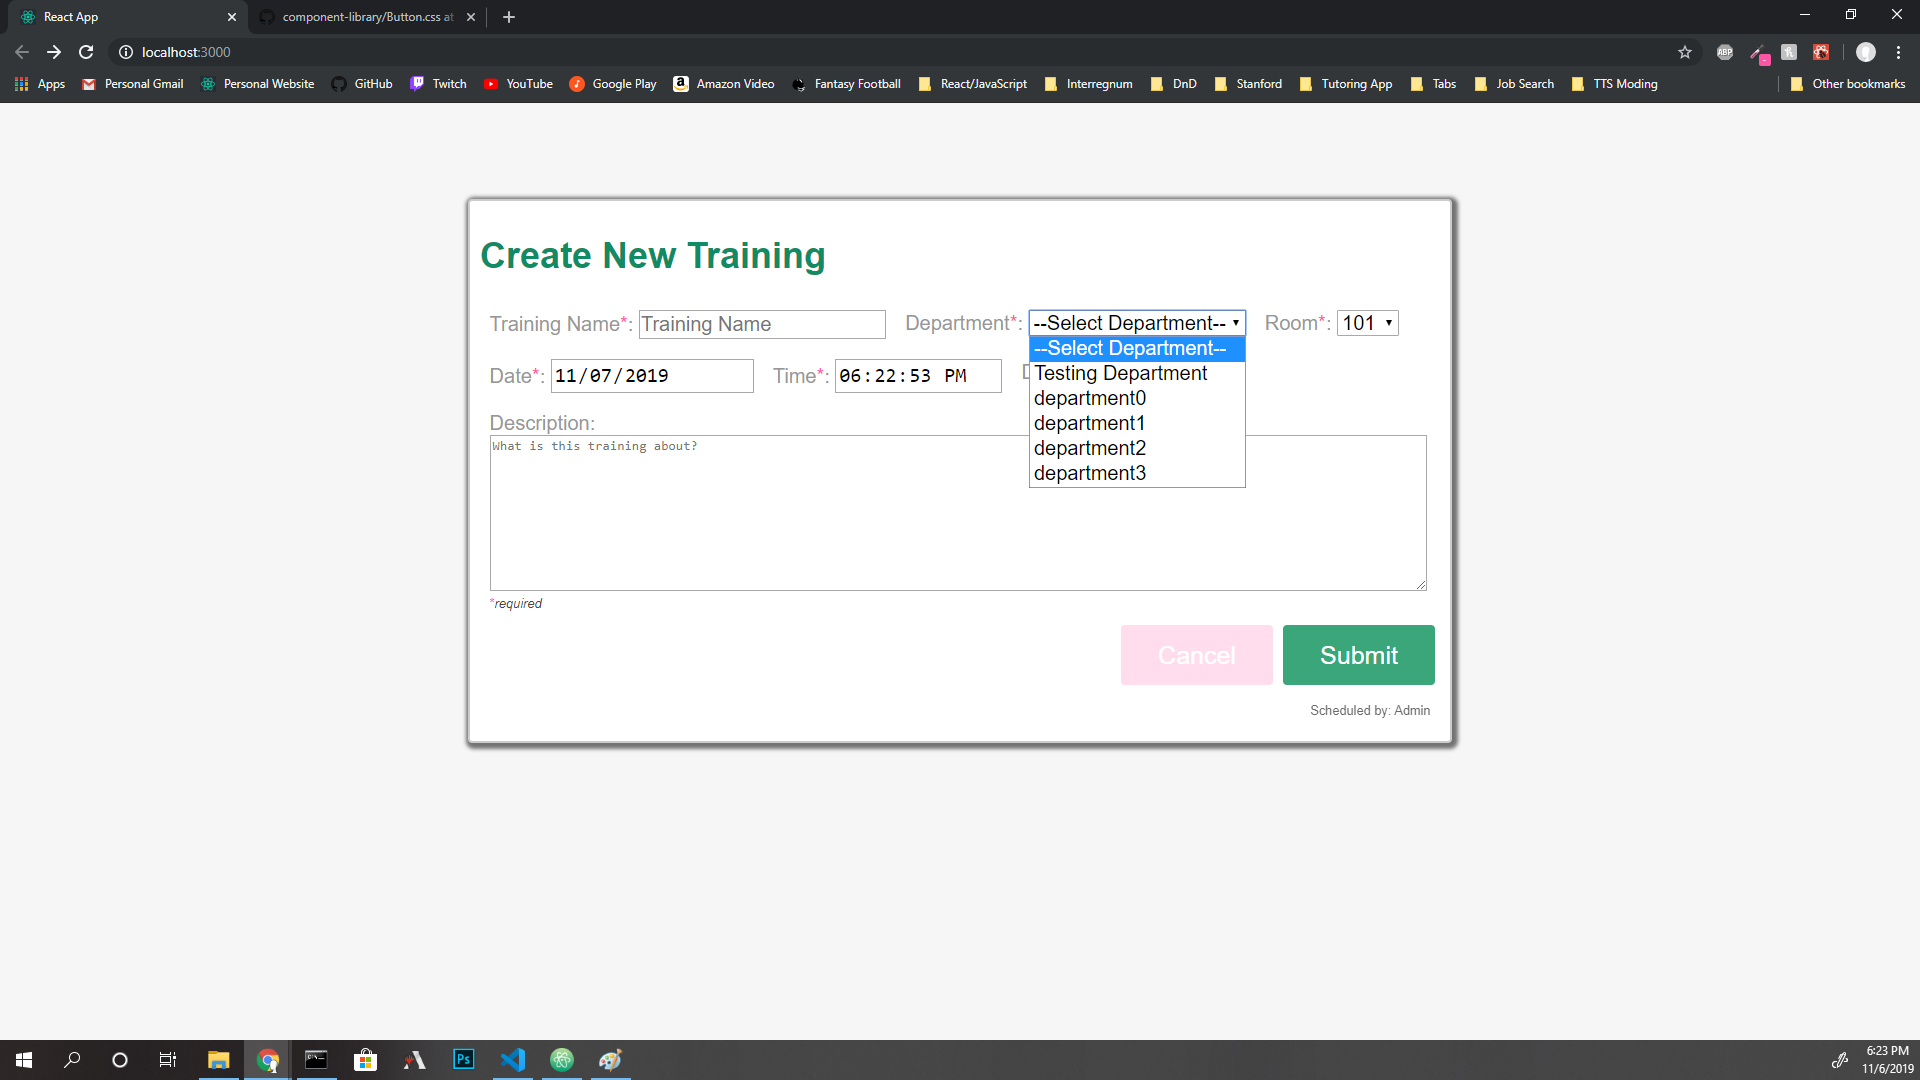 React App
component-library/Button.css at
localhost:3000
Apps Personal Gmail Personal Website GitHub Twitch YouTube Google Play Amazon Video Fantasy Football React/JavaScript Interregnum DnD Stanford Tutoring App Tabs Job Search TTS Moding Other bookmarks
Create New Training
Training Name*: Training Name Department*: --Select Department-- Room*: 101
--Select Department--
Testing Department
department0
department1
department2
department3
Date*: 11/07/2019 Time*: 06:22:53 PM
Description:
What is this training about?
*required
Cancel Submit
Scheduled by: Admin
ABP
Ps
6:23 PM
11/6/2019